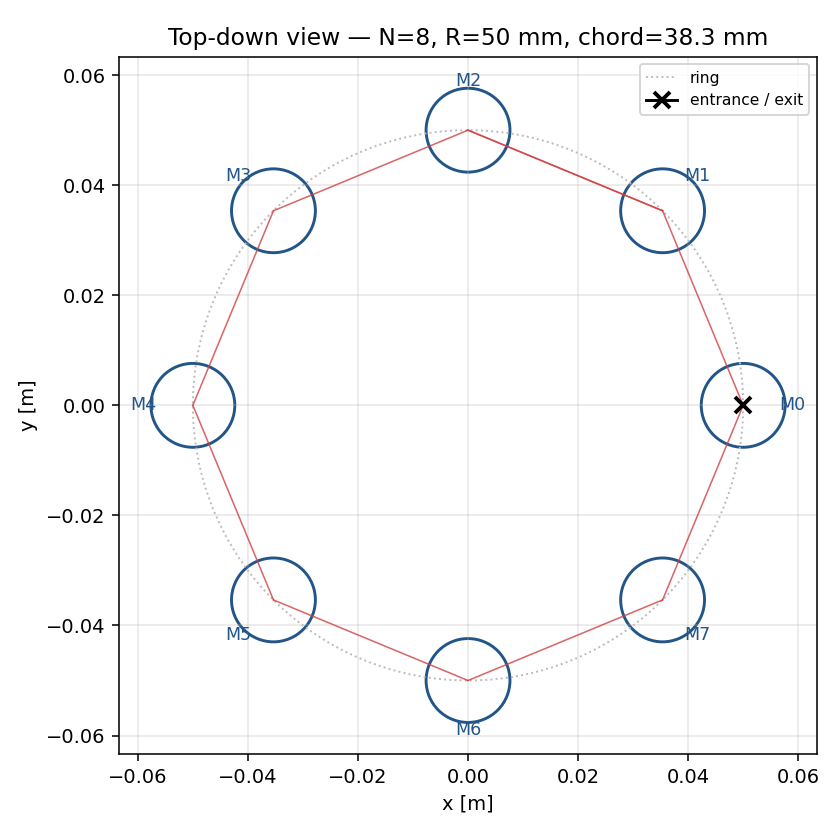 Top-down view — N=8, R=50 mm, chord=38.3 mm
ring
entrance / exit
M2
M3
M1
M4
M0
M5
M7
M6
0.06
0.04
0.02
0.00
−0.02
−0.04
−0.06
y [m]
−0.06 −0.04 −0.02 0.00 0.02 0.04 0.06
x [m]